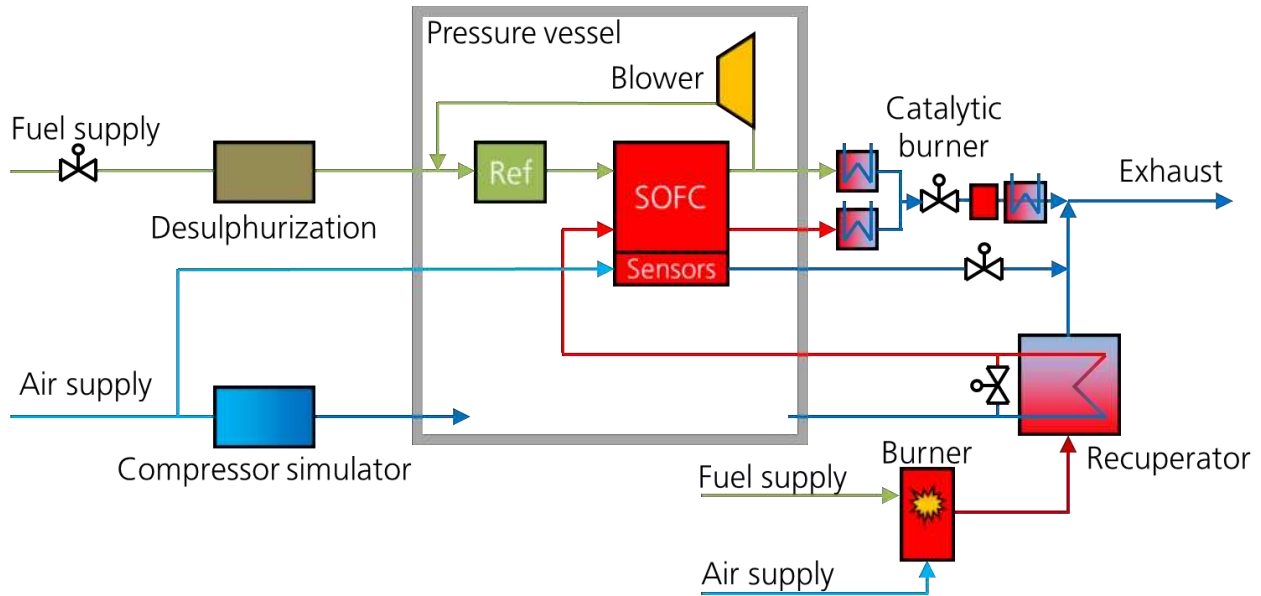 Pressure vessel
Blower
Fuel supply
Catalytic
burner
Exhaust
Ref
SOFC
Desulphurization
Sensors
Air supply
Compressor simulator
Burner
Recuperator
Fuel supply
Air supply